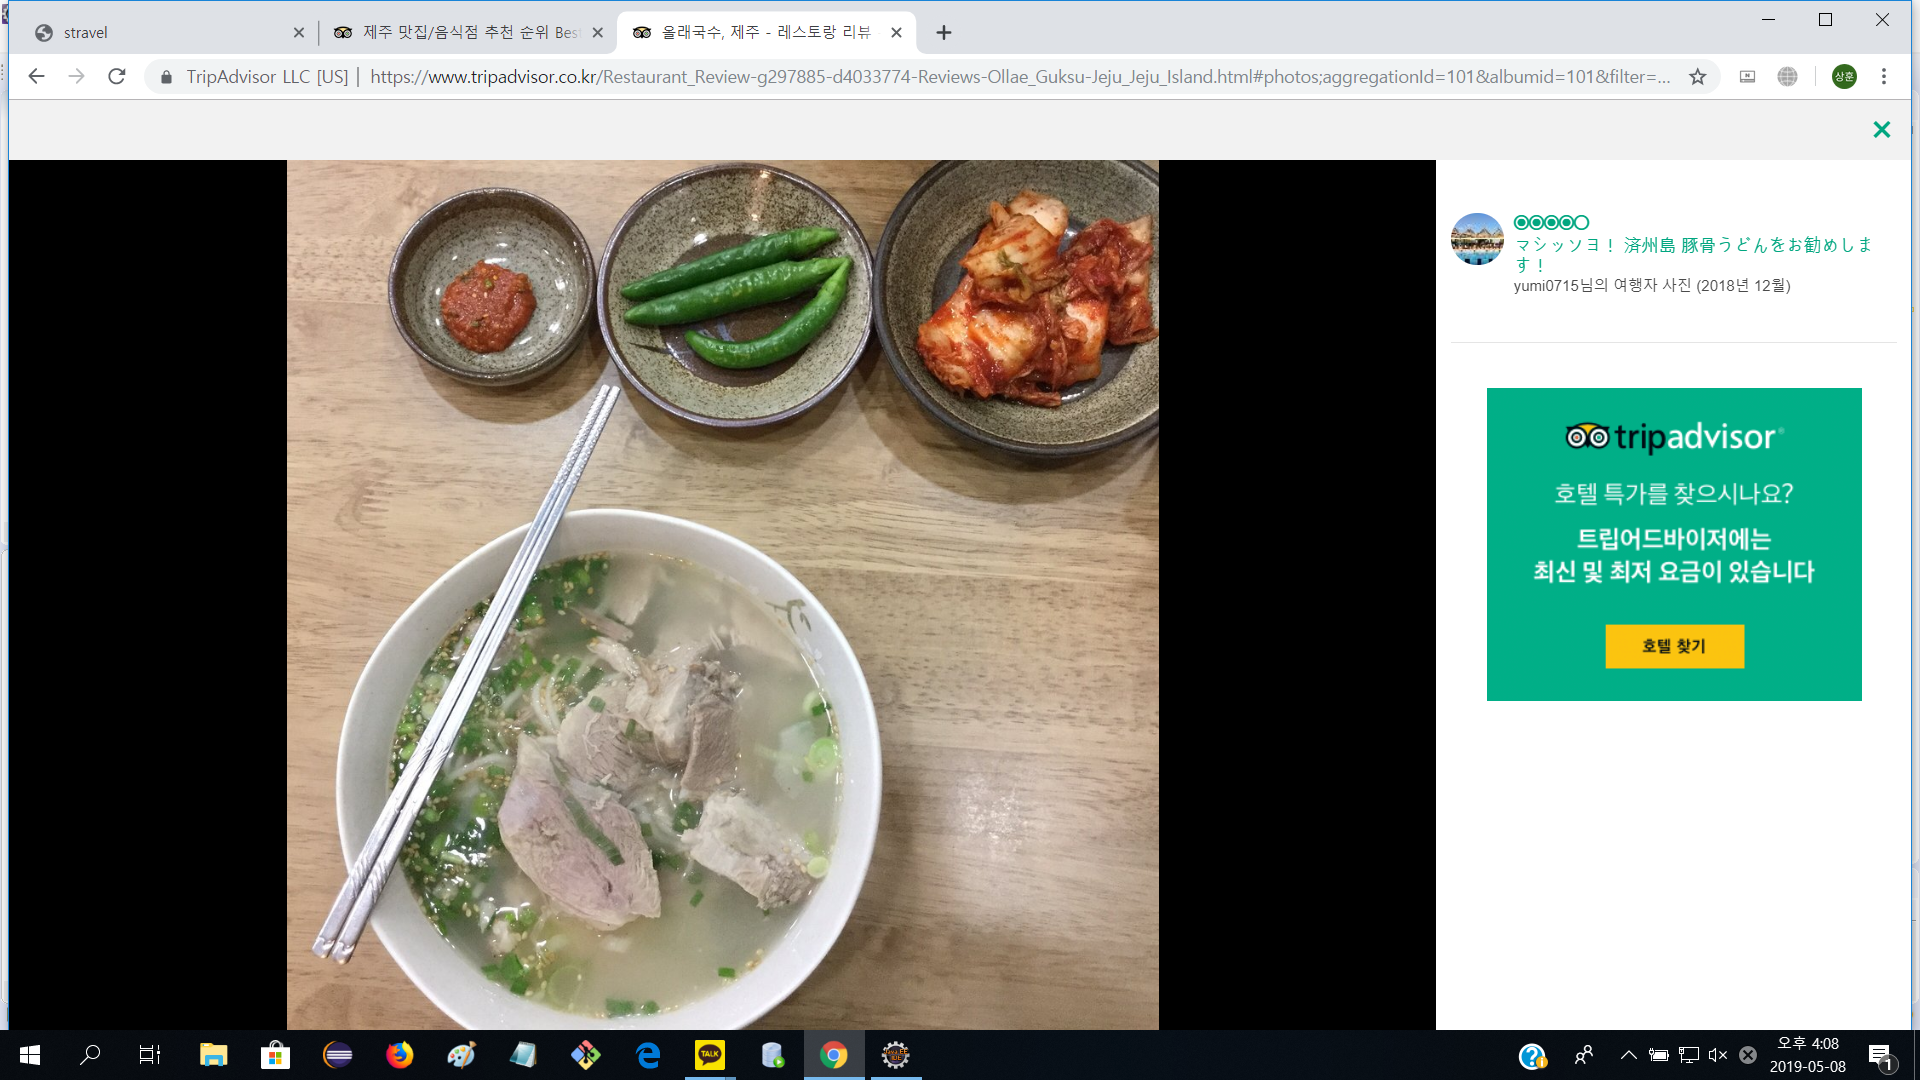 stravel
제주 맛집/음식점 추천 순위 Bes
올래국수, 제주 - 레스토랑 리뷰
TripAdvisor LLC [US] | https://www.tripadvisor.co.kr/Restaurant_Review-g297885-d4033774-Reviews-Ollae_Guksu-Jeju_Jeju_Island.html#photos;aggregationId=101&albumid=101&filter=...
상훈
マシッソヨ！ 済州島 豚骨うどんをお勧めしま
す！
yumi0715님의 여행자 사진 (2018년 12월)
tripadvisor
호텔 특가를 찾으시나요?
트립어드바이저에는
최신 및 최저 요금이 있습니다
호텔 찾기
TALK
오후 4:08
2019-05-08
1